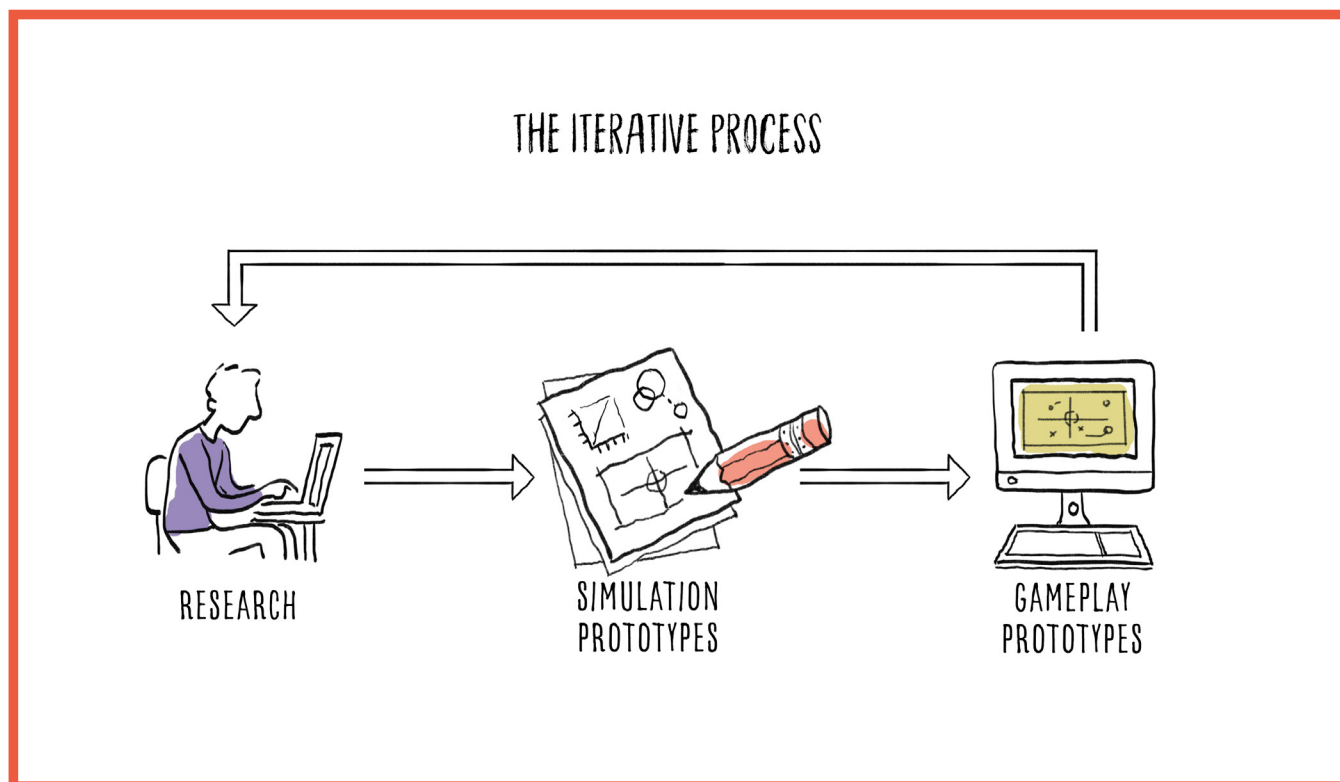 THE ITERATIVE PROCESS
RESEARCH
SIMULATION
PROTOTYPES
GAMEPLAY
PROTOTYPES